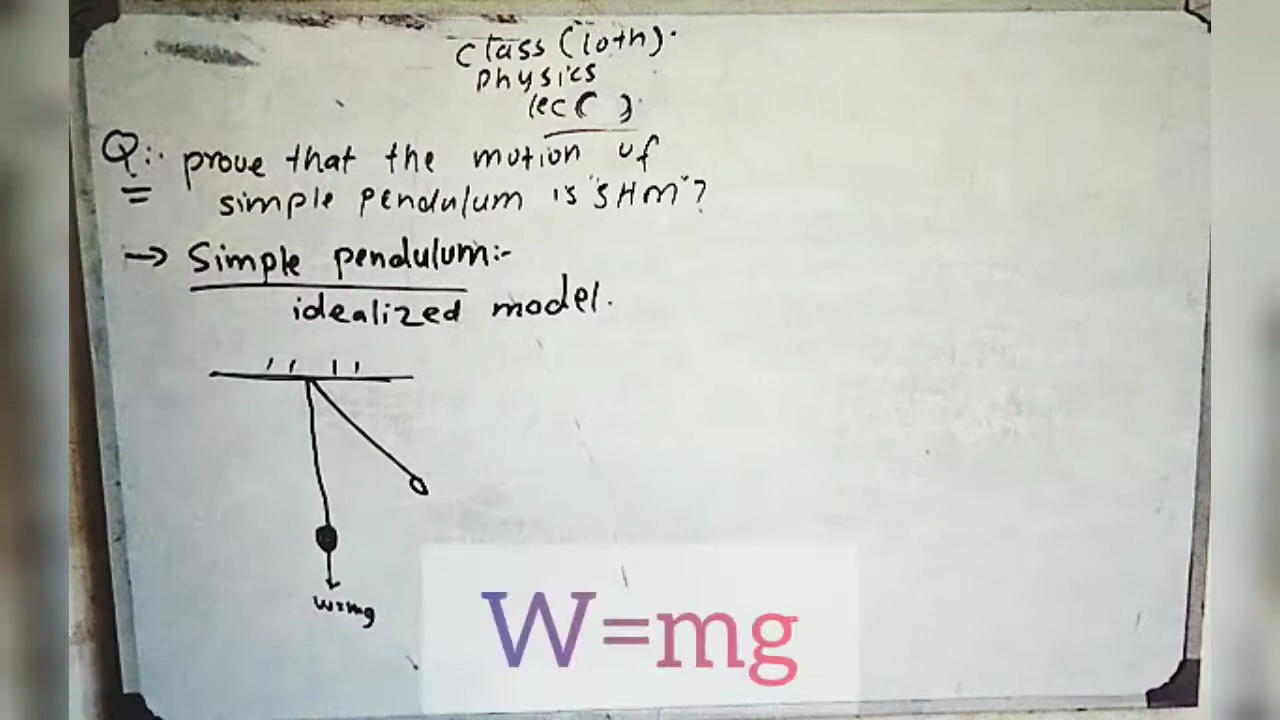 Class (10th).
Physics
lec( )
Q:. prove that the motion of
simple pendulum is "SHM"?
→ Simple pendulum:-
idealized model.
W=mg
W=mg